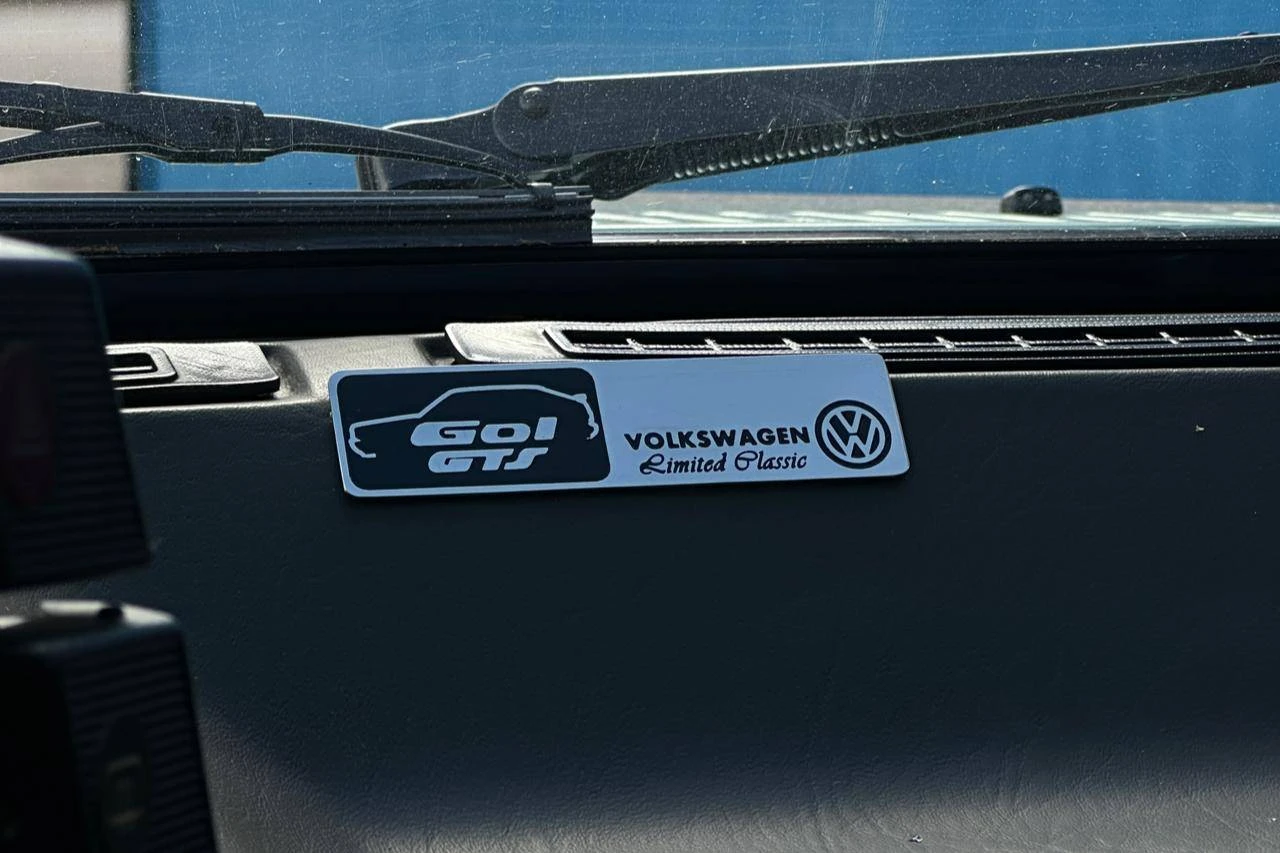 Gol
GTS
VOLKSWAGEN
Limited Classic